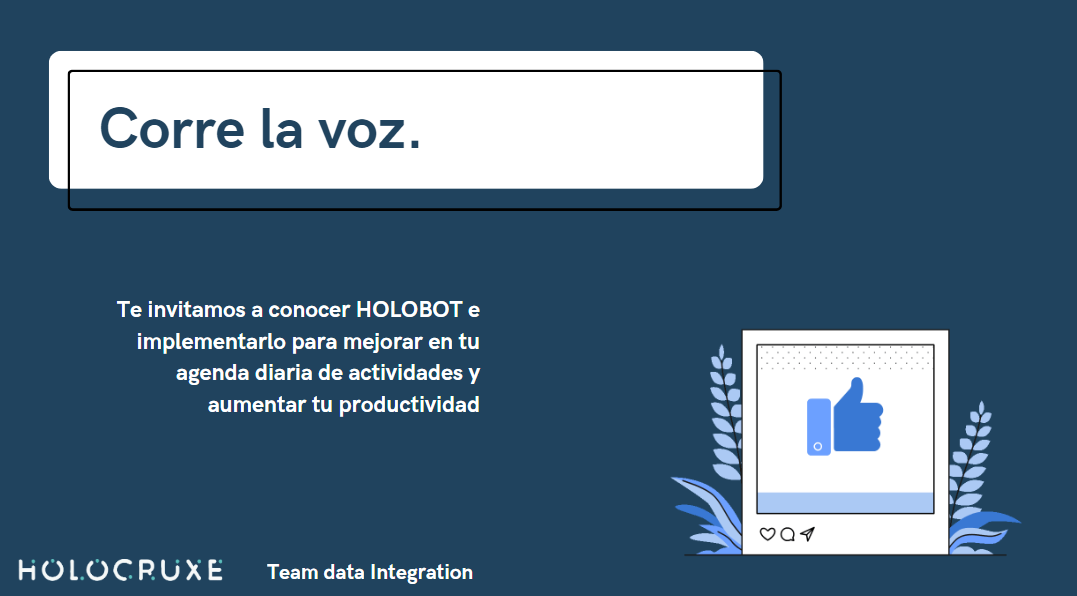 Corre la voz.
Te invitamos a conocer HOLOBOT e
implementarlo para mejorar en tu
agenda diaria de actividades y
aumentar tu productividad
HOLOCRUXE
Team data Integration